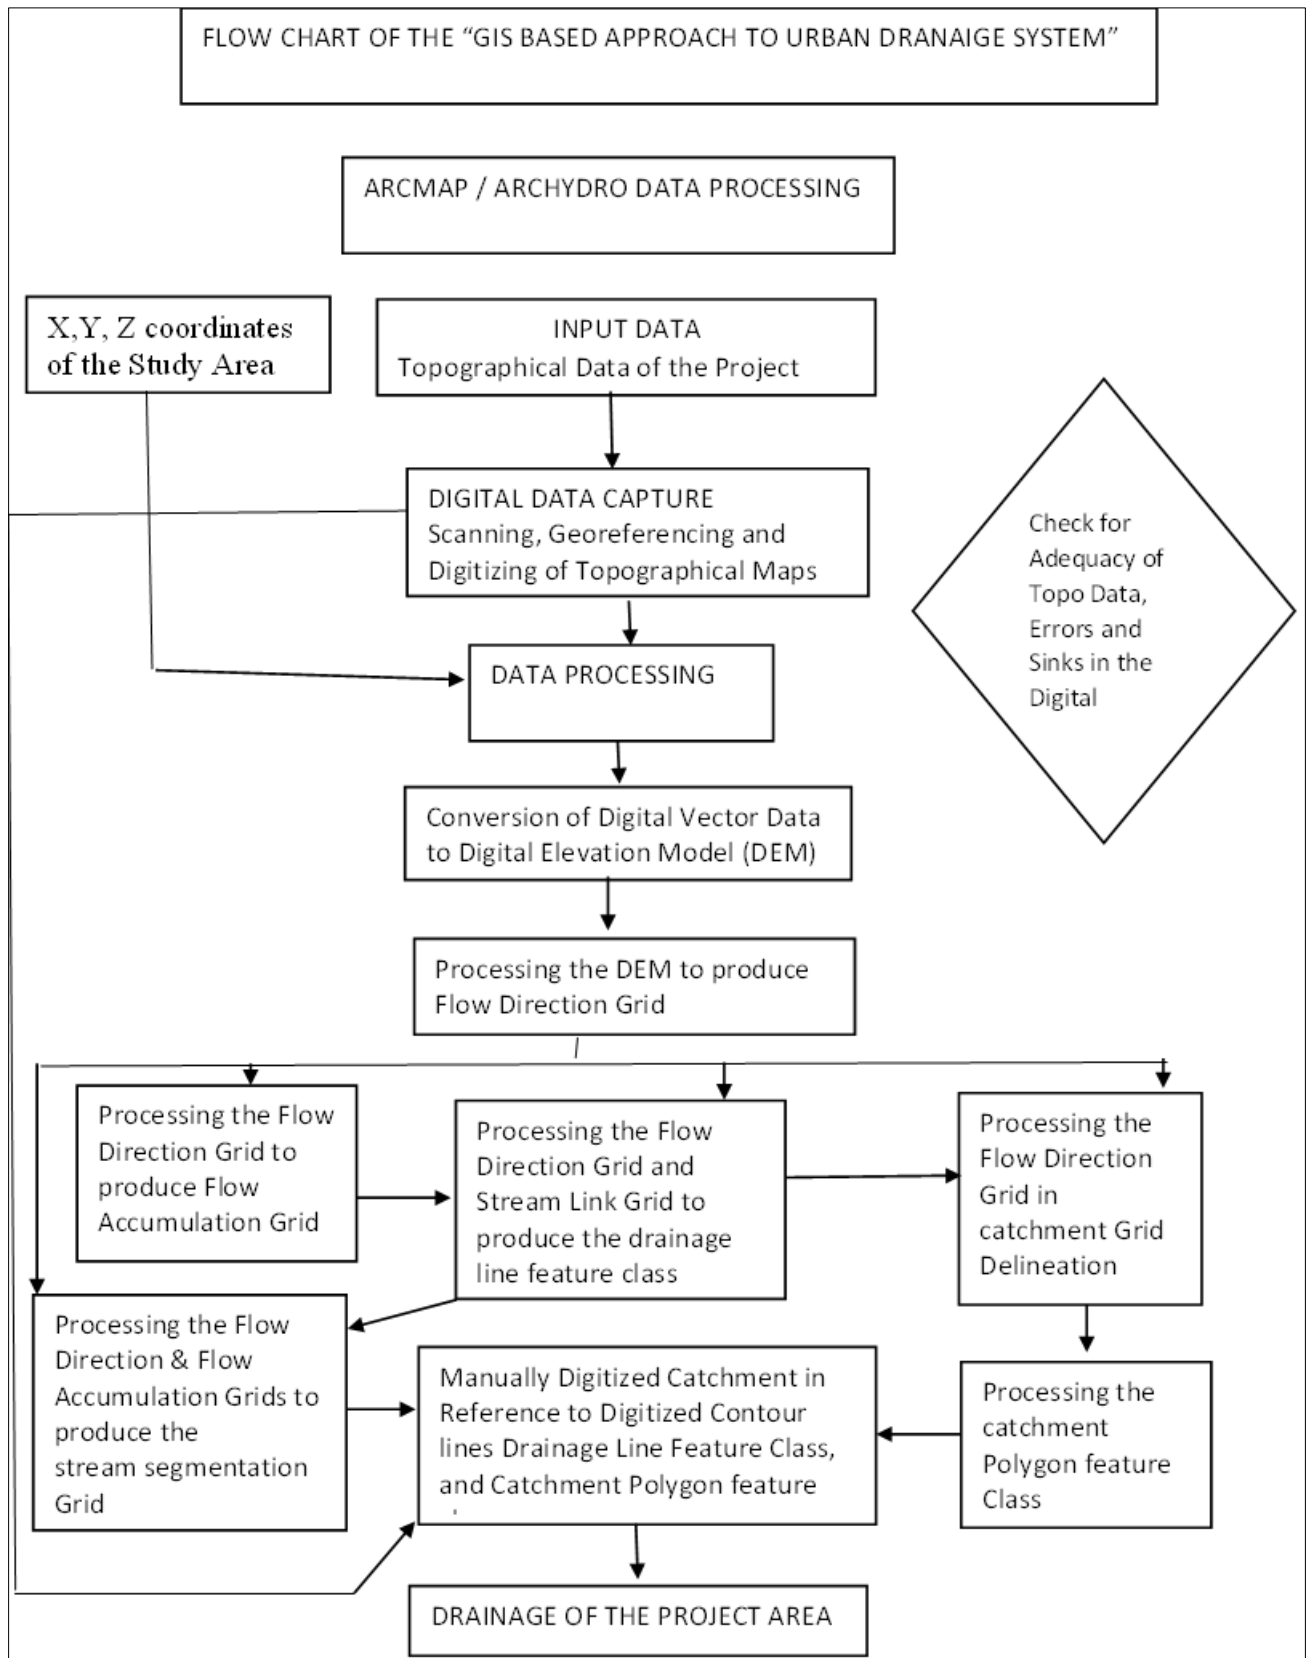 FLOW CHART OF THE “GIS BASED APPROACH TO URBAN DRANAIGE SYSTEM”
ARCMAP / ARCHYDRO DATA PROCESSING
X,Y, Z coordinates
of the Study Area
INPUT DATA
Topographical Data of the Project
DIGITAL DATA CAPTURE
Scanning, Georeferencing and
Digitizing of Topographical Maps
Check for
Adequacy of
Topo Data,
Errors and
Sinks in the
Digital
DATA PROCESSING
Conversion of Digital Vector Data
to Digital Elevation Model (DEM)
Processing the DEM to produce
Flow Direction Grid
Processing the Flow
Direction Grid to
produce Flow
Accumulation Grid
Processing the Flow
Direction Grid and
Stream Link Grid to
produce the drainage
line feature class
Processing the
Flow Direction
Grid in
catchment Grid
Delineation
Processing the Flow
Direction & Flow
Accumulation Grids to
produce the
stream segmentation
Grid
Manually Digitized Catchment in
Reference to Digitized Contour
lines Drainage Line Feature Class,
and Catchment Polygon feature
Processing the
catchment
Polygon feature
Class
DRAINAGE OF THE PROJECT AREA